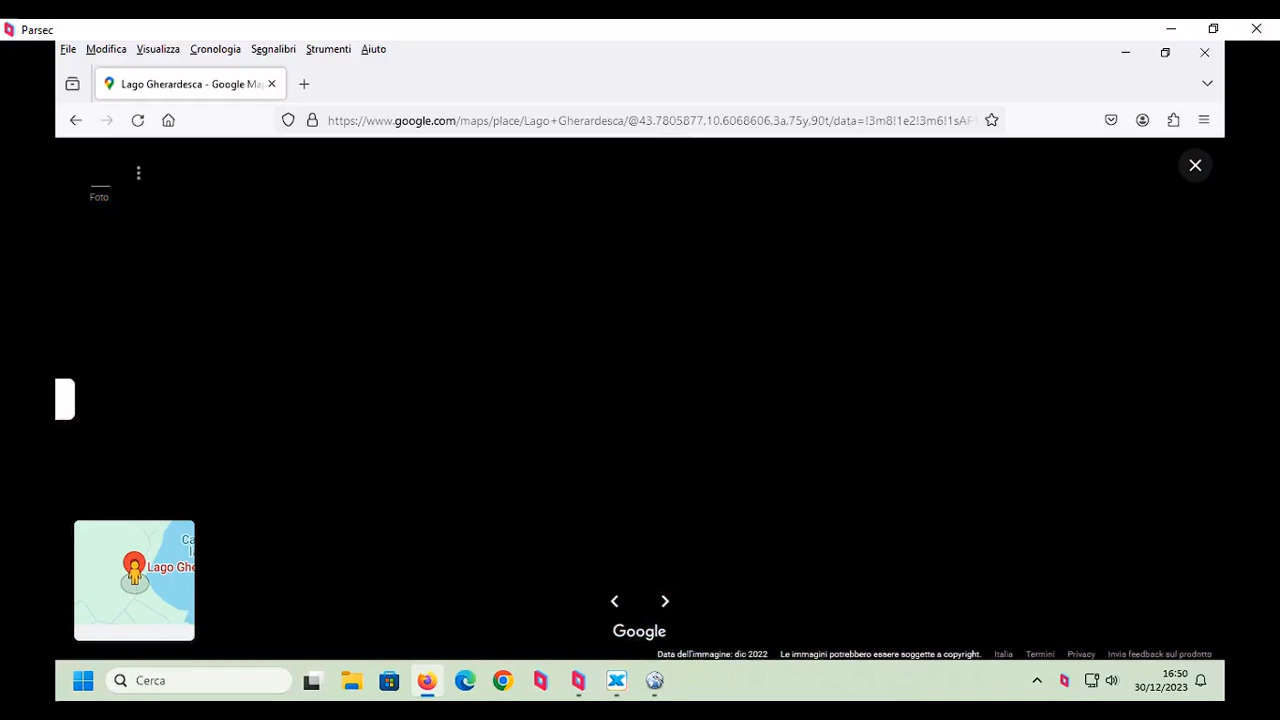 Parsec
File Modifica Visualizza Cronologia Segnalibri Strumenti Aiuto
Lago Gherardesca - Google Ma
https://www.google.com/maps/place/Lago+Gherardesca/@43.7805877,10.6068606,3a,75y,90t/data=!3m8!1e2!3m6!1sAF
Foto
Ca
la
Lago Ghe
Google
Data dell'immagine: dic 2022 Le immagini potrebbero essere soggette a copyright. Italia Termini Privacy Invia feedback sul prodotto
Cerca
16:50
30/12/2023